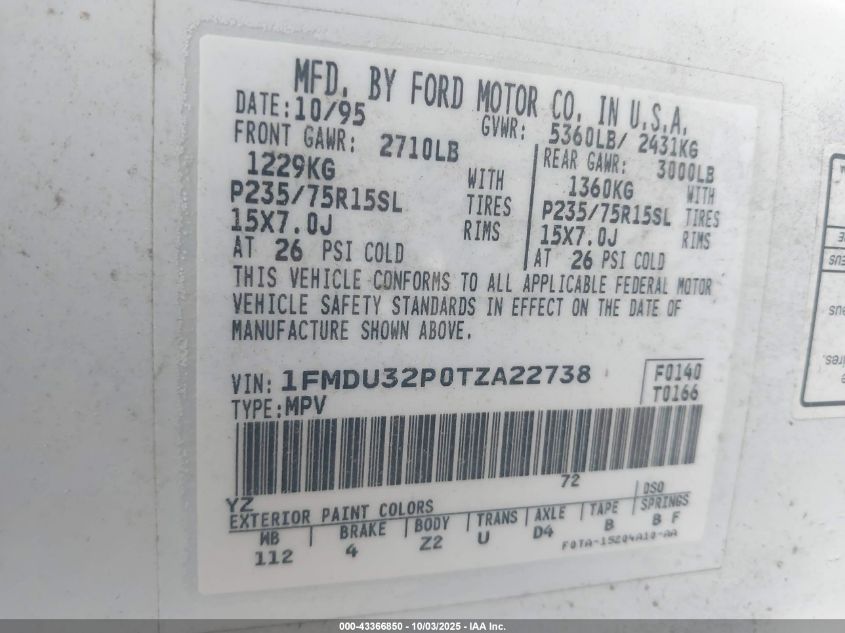 MFD. BY FORD MOTOR CO. IN U.S.A.
DATE: 10/95 GVWR: 5360LB/ 2431KG
FRONT GAWR: 2710LB REAR GAWR: 3000LB
1229KG WITH 1360KG WITH
P235/75R15SL TIRES P235/75R15SL TIRES
15X7.0J RIMS 15X7.0J RIMS
AT 26 PSI COLD AT 26 PSI COLD
THIS VEHICLE CONFORMS TO ALL APPLICABLE FEDERAL MOTOR
VEHICLE SAFETY STANDARDS IN EFFECT ON THE DATE OF
MANUFACTURE SHOWN ABOVE.
VIN: 1FMDU32P0TZA22738 F0140
TYPE: MPV T0166
72
YZ DSO
EXTERIOR PAINT COLORS
WB BRAKE BODY TRANS AXLE TAPE SPRINGS
112 4 Z2 U D4 B B F
F0TA-15204A10-AA
000-43366850 - 10/03/2025 - IAA Inc.